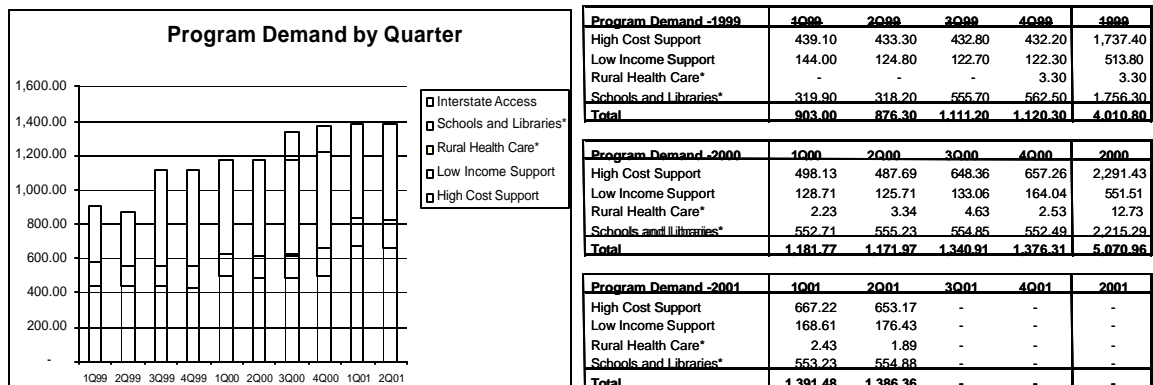 Program Demand by Quarter
1,600.00
1,400.00
1,200.00
1,000.00
800.00
600.00
400.00
200.00
-
1Q99 2Q99 3Q99 4Q99 1Q00 2Q00 3Q00 4Q00 1Q01 2Q01
Interstate Access
Schools and Libraries*
Rural Health Care*
Low Income Support
High Cost Support
Program Demand -1999 1Q99 2Q99 3Q99 4Q99 1999
High Cost Support 439.10 433.30 432.80 432.20 1,737.40
Low Income Support 144.00 124.80 122.70 122.30 513.80
Rural Health Care* - - - 3.30 3.30
Schools and Libraries* 319.90 318.20 555.70 562.50 1,756.30
Total 903.00 876.30 1,111.20 1,120.30 4,010.80
Program Demand -2000 1Q00 2Q00 3Q00 4Q00 2000
High Cost Support 498.13 487.69 648.36 657.26 2,291.43
Low Income Support 128.71 125.71 133.06 164.04 551.51
Rural Health Care* 2.23 3.34 4.63 2.53 12.73
Schools and Libraries* 552.71 555.23 554.85 552.49 2,215.29
Total 1,181.77 1,171.97 1,340.91 1,376.31 5,070.96
Program Demand -2001 1Q01 2Q01 3Q01 4Q01 2001
High Cost Support 667.22 653.17 - - -
Low Income Support 168.61 176.43 - - -
Rural Health Care* 2.43 1.89 - - -
Schools and Libraries* 553.23 554.88 - - -
Total 1,391.48 1,386.36 - - -